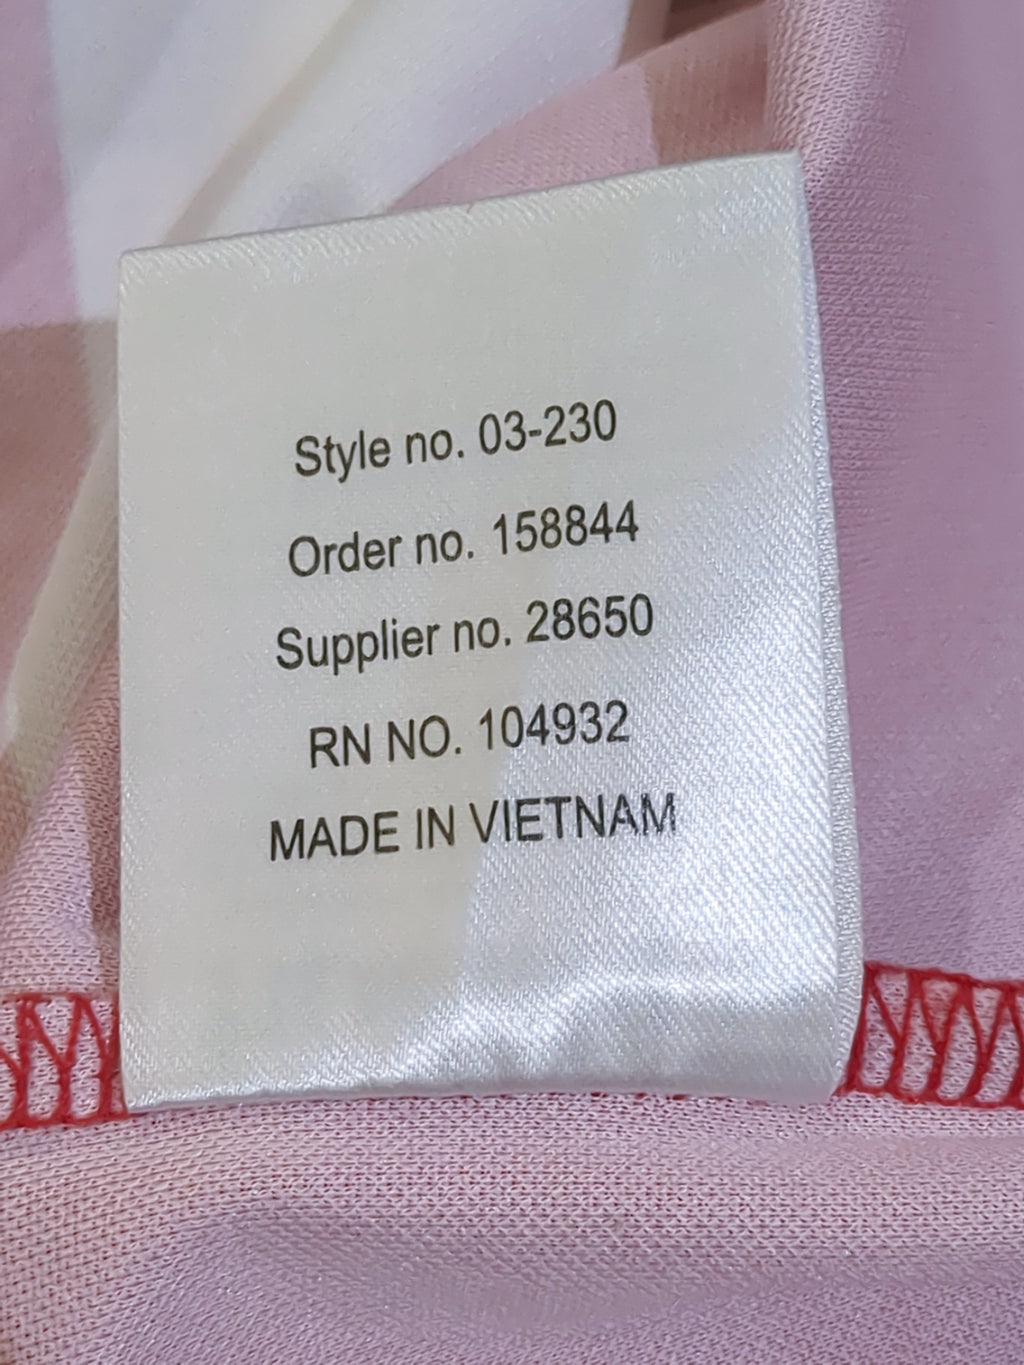 Style no. 03-230
Order no. 158844
Supplier no. 28650
RN NO. 104932
MADE IN VIETNAM